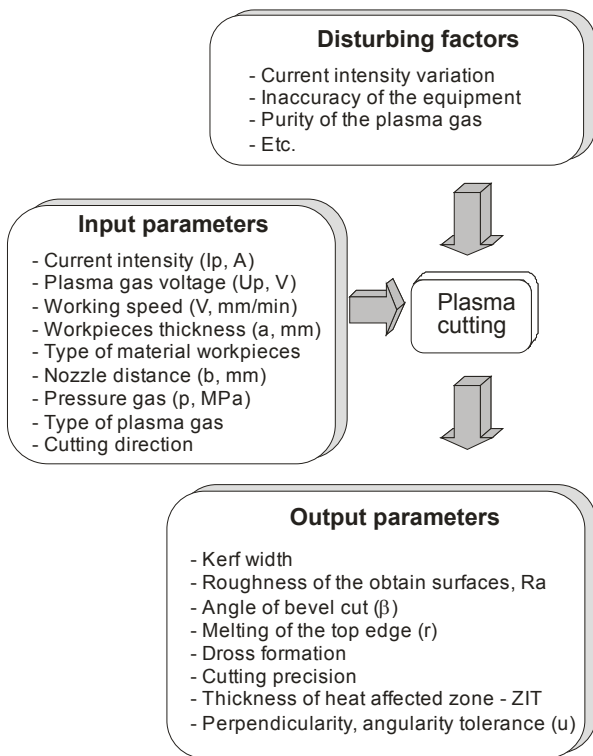 Disturbing factors
- Current intensity variation
- Inaccuracy of the equipment
- Purity of the plasma gas
- Etc.
Input parameters
- Current intensity (Ip, A)
- Plasma gas voltage (Up, V)
- Working speed (V, mm/min)
- Workpieces thickness (a, mm)
- Type of material workpieces
- Nozzle distance (b, mm)
- Pressure gas (p, MPa)
- Type of plasma gas
- Cutting direction
Plasma
cutting
Output parameters
- Kerf width
- Roughness of the obtain surfaces, Ra
- Angle of bevel cut (β)
- Melting of the top edge (r)
- Dross formation
- Cutting precision
- Thickness of heat affected zone - ZIT
- Perpendicularity, angularity tolerance (u)